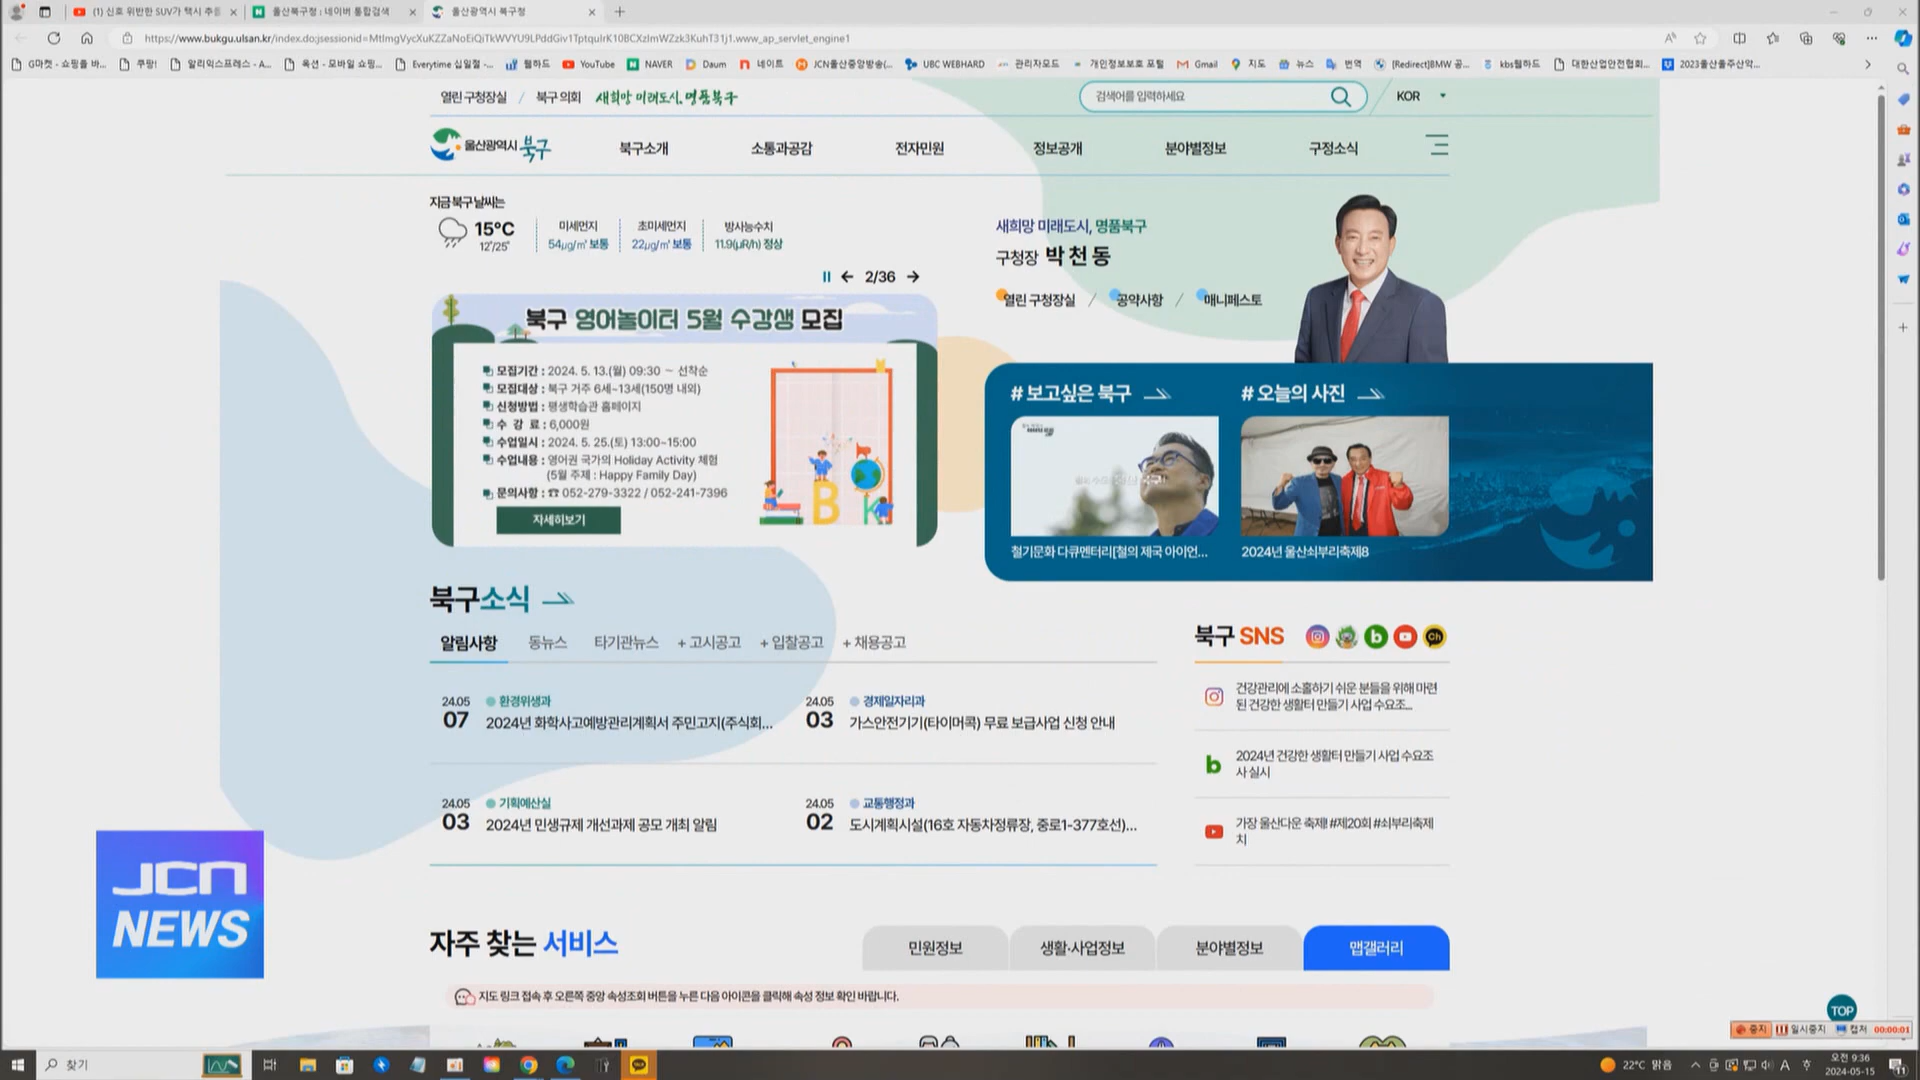 (1) 신호 위반한 SUV가 택시 추돌
울산북구청 : 네이버 통합검색
울산광역시 북구청
G마켓 - 쇼핑을 바...
쿠팡!
알리익스프레스 - A...
옥션 - 모바일 쇼핑...
Everytime 십일절 -...
웰하드
YouTube
NAVER
Daum
네이트
JCN울산중앙방송(...
UBC WEBHARD
관리자모드
개인정보보호 포털
Gmail
지도
뉴스
번역
[Redirect]BMW 공...
kbs웹하드
대한산업안전협회...
2023울산울주산악...
열린 구청장실 / 북구 의회 새희망 미래도시, 명품북구
검색어를 입력하세요
KOR
울산광역시 북구
북구소개 소통과공감 전자민원 정보공개 분야별정보 구정소식
지금 북구 날씨는
15°C
12°/25°
미세먼지
54μg/㎥ 보통
초미세먼지
22μg/㎥ 보통
방사능수치
11.9(μR/h) 정상
2/36
새희망 미래도시, 명품북구
구청장 박천동
열린 구청장실 / 공약사항 / 매니페스토
북구 영어놀이터 5월 수강생 모집
모집기간 : 2024. 5. 13.(월) 09:30 ~ 선착순
모집대상 : 북구 거주 6세~13세(150명 내외)
신청방법 : 평생학습관 홈페이지
수 강 료 : 6,000원
수업일시 : 2024. 5. 25.(토) 13:00~15:00
수업내용 : 영어권 국가의 Holiday Activity 체험
(5월 주제 : Happy Family Day)
문의사항 : ☎ 052-279-3322 / 052-241-7396
자세히보기
B
# 보고싶은 북구
# 오늘의 사진
철기문화 다큐멘터리[철의 제국 아이언...
2024년 울산쇠부리축제8
북구소식
알림사항 동뉴스 타기관뉴스 + 고시공고 + 입찰공고 + 채용공고
24.05
07
환경위생과
2024년 화학사고예방관리계획서 주민고지(주식회...
24.05
03
경제일자리과
가스안전기기(타이머콕) 무료 보급사업 신청 안내
24.05
03
기획예산실
2024년 민생규제 개선과제 공모 개최 알림
24.05
02
교통행정과
도시계획시설(16호 자동차정류장, 중로1-377호선)...
북구 SNS
건강관리에 소홀하기 쉬운 분들을 위해 마련
된 건강한 생활터 만들기 사업 수요조...
2024년 건강한 생활터 만들기 사업 수요조
사 실시
가장 울산다운 축제! #제20회 #쇠부리축제
치
JCN
NEWS
자주 찾는 서비스
민원정보 생활·사업정보 분야별정보 맵갤러리
지도 링크 접속 후 오른쪽 중앙 속성조회 버튼을 누른 다음 아이콘을 클릭해 속성 정보 확인 바랍니다.
TOP
중지 일시중지 캡처 00:00:01
찾기
22°C 맑음
A
오전 9:36
2024-05-15